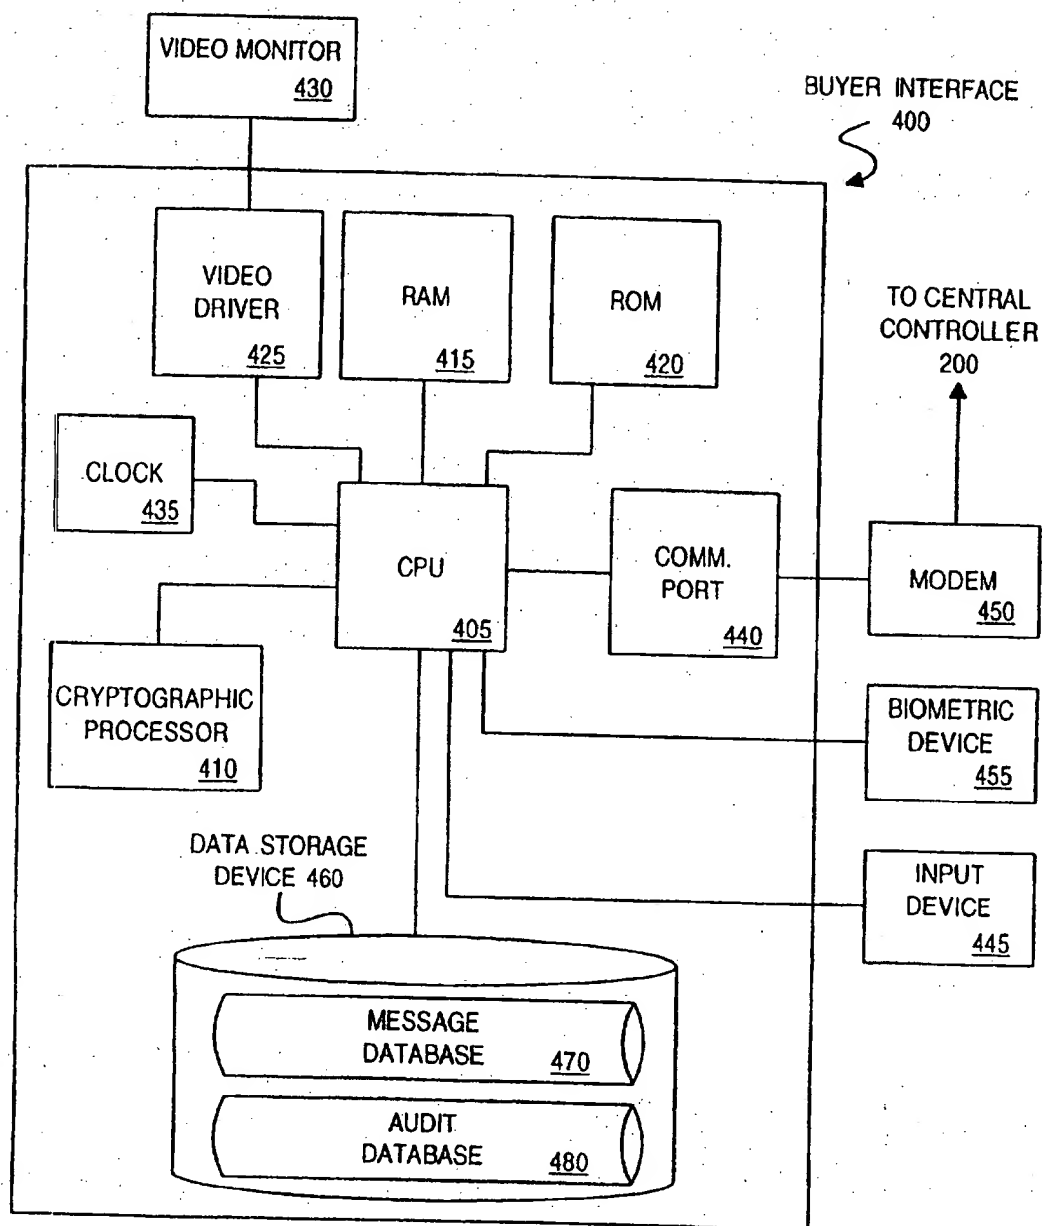 VIDEO MONITOR
430
BUYER INTERFACE
400
VIDEO
DRIVER
425
RAM
415
ROM
420
TO CENTRAL
CONTROLLER
200
CLOCK
435
CPU
405
COMM.
PORT
440
MODEM
450
CRYPTOGRAPHIC
PROCESSOR
410
BIOMETRIC
DEVICE
455
DATA STORAGE
DEVICE 460
INPUT
DEVICE
445
MESSAGE
DATABASE
470
AUDIT
DATABASE
480